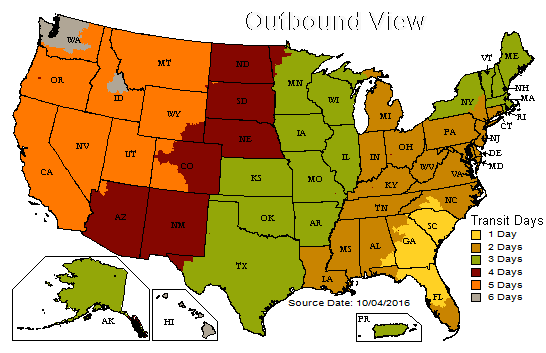 Outbound View
WA
MT
ND
MN
VT
ME
OR
ID
SD
WI
NY
NH
MA
WY
MI
RI
CT
NV
UT
NE
IA
PA
NJ
CA
CO
IL
IN
OH
DE
MD
KS
MO
WV
VA
KY
AZ
NM
OK
AR
TN
NC
TX
MS
AL
GA
SC
LA
FL
AK
HI
PR
Transit Days
1 Day
2 Days
3 Days
4 Days
5 Days
6 Days
Source Date: 10/04/2016